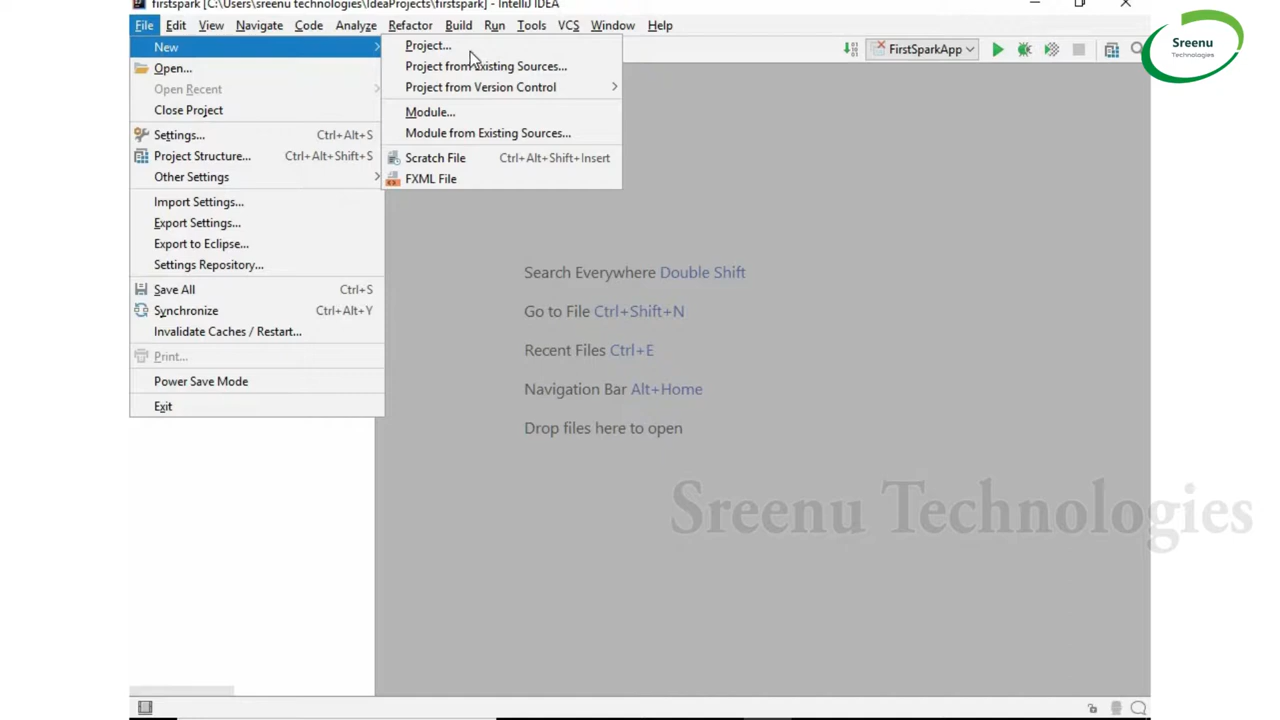 firstspark [C:\Users\sreenu technologies\IdeaProjects\firstspark] - IntelliJ IDEA
File Edit View Navigate Code Analyze Refactor Build Run Tools VCS Window Help
FirstSparkApp
Sreenu
Technologies
New
Open...
Open Recent
Close Project
Settings... Ctrl+Alt+S
Project Structure... Ctrl+Alt+Shift+S
Other Settings
Import Settings...
Export Settings...
Export to Eclipse...
Settings Repository...
Save All Ctrl+S
Synchronize Ctrl+Alt+Y
Invalidate Caches / Restart...
Print...
Power Save Mode
Exit
Project...
Project from Existing Sources...
Project from Version Control
Module...
Module from Existing Sources...
Scratch File Ctrl+Alt+Shift+Insert
FXML File
Search Everywhere Double Shift
Go to File Ctrl+Shift+N
Recent Files Ctrl+E
Navigation Bar Alt+Home
Drop files here to open
Sreenu Technologies